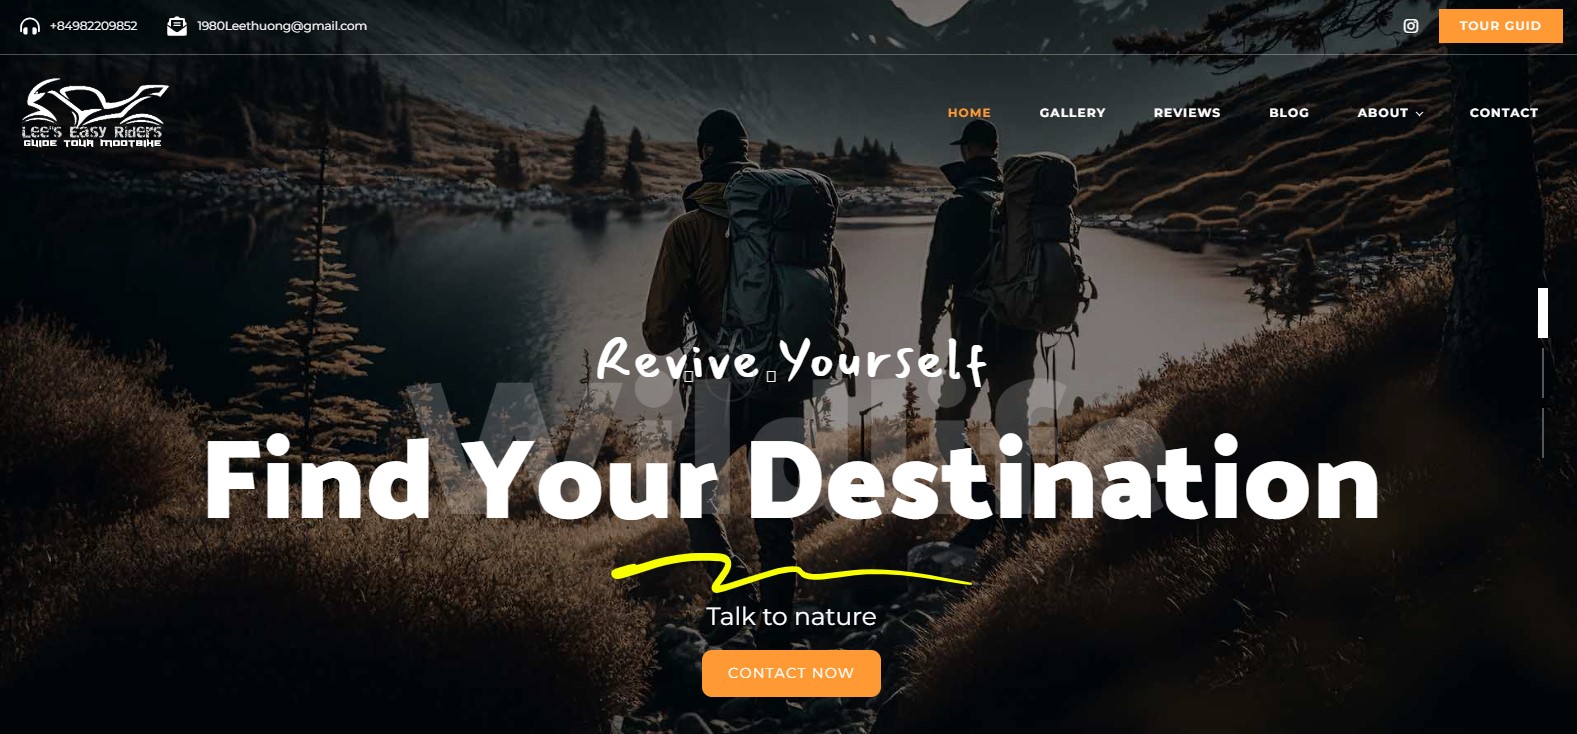 +84982209852
1980Leethuong@gmail.com
TOUR GUID
Lee's Easy Riders
GUIDE TOUR MOOTBIKE
HOME
GALLERY
REVIEWS
BLOG
ABOUT
CONTACT
Revive Yourself
Wildlife
Find Your Destination
Talk to nature
CONTACT NOW